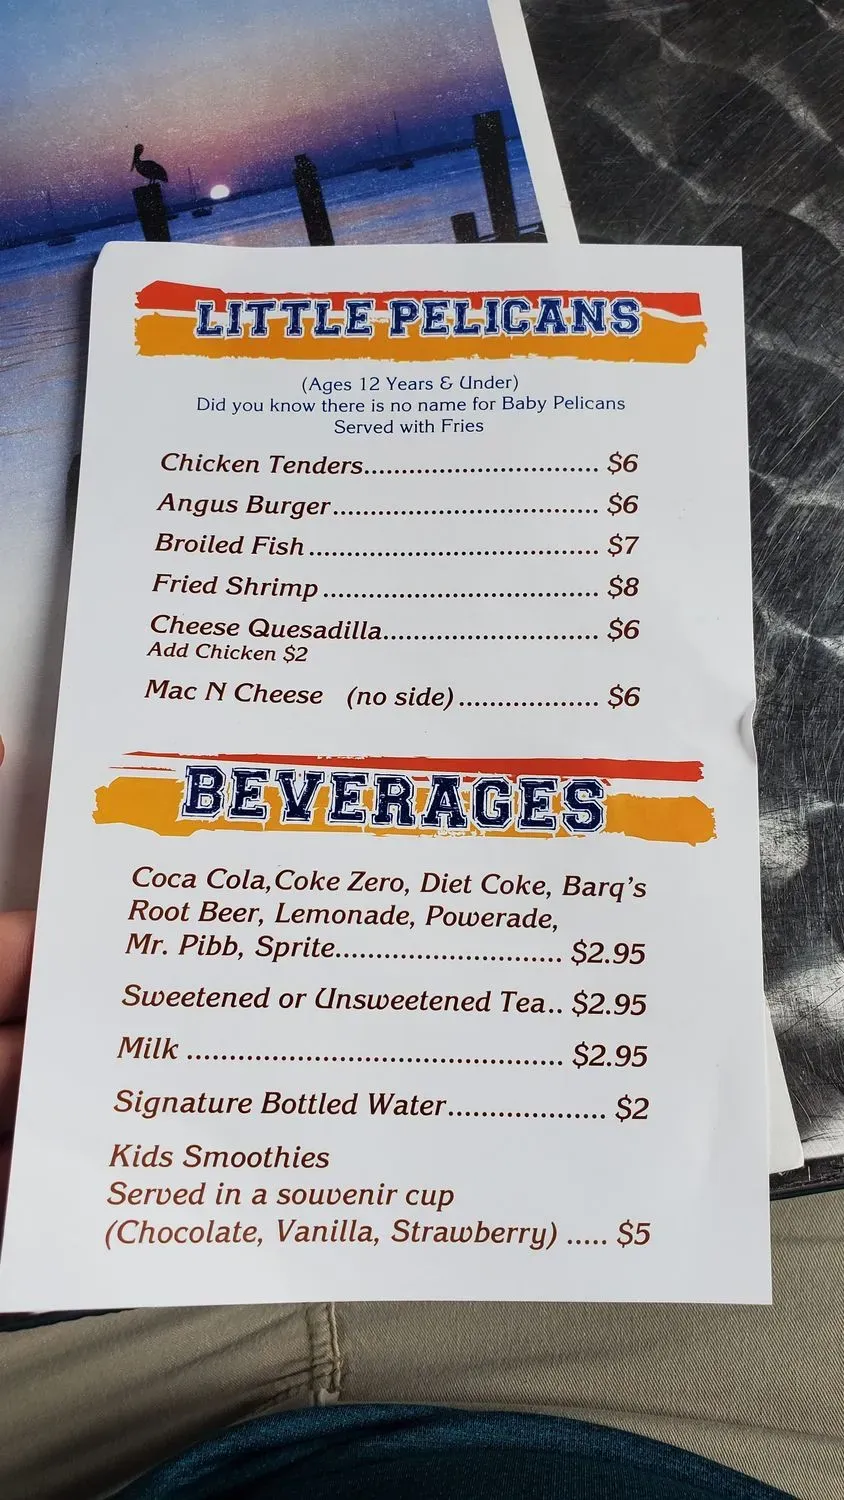 LITTLE PELICANS
(Ages 12 Years & Under)
Did you know there is no name for Baby Pelicans
Served with Fries
Chicken Tenders.............................. $6
Angus Burger.................................. $6
Broiled Fish..................................... $7
Fried Shrimp................................... $8
Cheese Quesadilla............................ $6
Add Chicken $2
Mac N Cheese (no side).................. $6
BEVERAGES
Coca Cola,Coke Zero, Diet Coke, Barq's
Root Beer, Lemonade, Powerade,
Mr. Pibb, Sprite........................... $2.95
Sweetened or Unsweetened Tea.. $2.95
Milk ............................................ $2.95
Signature Bottled Water................... $2
Kids Smoothies
Served in a souvenir cup
(Chocolate, Vanilla, Strawberry) ..... $5